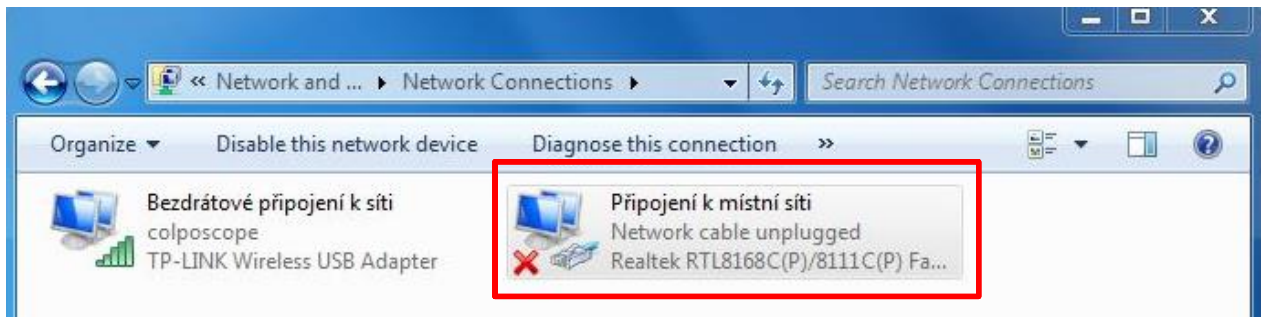 « Network and ... ▸ Network Connections ▸
Search Network Connections
Organize ▾ Disable this network device Diagnose this connection »
Bezdrátové připojení k síti
colposcope
TP-LINK Wireless USB Adapter
Připojení k místní síti
Network cable unplugged
Realtek RTL8168C(P)/8111C(P) Fa...